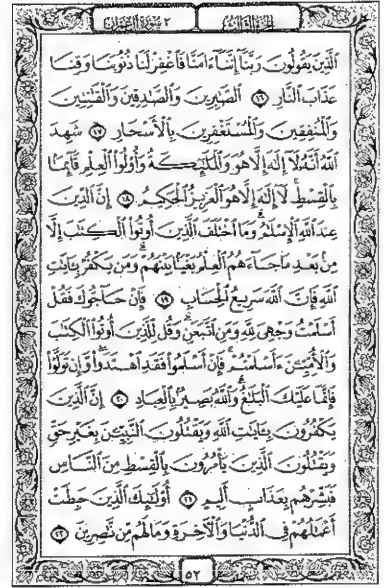 الجزء الثالث ٣ سورة آل عمران
ٱلَّذِينَ يَقُولُونَ رَبَّنَآ إِنَّنَآ ءَامَنَّا فَٱغْفِرْ لَنَا ذُنُوبَنَا وَقِنَا
عَذَابَ ٱلنَّارِ ١٦ ٱلصَّٰبِرِينَ وَٱلصَّٰدِقِينَ وَٱلْقَٰنِتِينَ
وَٱلْمُنفِقِينَ وَٱلْمُسْتَغْفِرِينَ بِٱلْأَسْحَارِ ١٧ شَهِدَ
ٱللَّهُ أَنَّهُۥ لَآ إِلَٰهَ إِلَّا هُوَ وَٱلْمَلَٰٓئِكَةُ وَأُو۟لُوا۟ ٱلْعِلْمِ قَآئِمًۢا
بِٱلْقِسْطِ لَآ إِلَٰهَ إِلَّا هُوَ ٱلْعَزِيزُ ٱلْحَكِيمُ ١٨ إِنَّ ٱلدِّينَ
عِندَ ٱللَّهِ ٱلْإِسْلَٰمُ وَمَا ٱخْتَلَفَ ٱلَّذِينَ أُوتُوا۟ ٱلْكِتَٰبَ إِلَّا
مِنۢ بَعْدِ مَا جَآءَهُمُ ٱلْعِلْمُ بَغْيًۢا بَيْنَهُمْ وَمَن يَكْفُرْ بِـَٔايَٰتِ
ٱللَّهِ فَإِنَّ ٱللَّهَ سَرِيعُ ٱلْحِسَابِ ١٩ فَإِنْ حَآجُّوكَ فَقُلْ
أَسْلَمْتُ وَجْهِىَ لِلَّهِ وَمَنِ ٱتَّبَعَنِ وَقُل لِّلَّذِينَ أُوتُوا۟ ٱلْكِتَٰبَ
وَٱلْأُمِّيِّـۧنَ ءَأَسْلَمْتُمْ فَإِنْ أَسْلَمُوا۟ فَقَدِ ٱهْتَدَوا۟ وَّإِن تَوَلَّوْا۟
فَإِنَّمَا عَلَيْكَ ٱلْبَلَٰغُ وَٱللَّهُ بَصِيرٌۢ بِٱلْعِبَادِ ٢٠ إِنَّ ٱلَّذِينَ
يَكْفُرُونَ بِـَٔايَٰتِ ٱللَّهِ وَيَقْتُلُونَ ٱلنَّبِيِّـۧنَ بِغَيْرِ حَقٍّ
وَيَقْتُلُونَ ٱلَّذِينَ يَأْمُرُونَ بِٱلْقِسْطِ مِنَ ٱلنَّاسِ
فَبَشِّرْهُم بِعَذَابٍ أَلِيمٍ ٢١ أُو۟لَٰٓئِكَ ٱلَّذِينَ حَبِطَتْ
أَعْمَٰلُهُمْ فِى ٱلدُّنْيَا وَٱلْـَٔاخِرَةِ وَمَا لَهُم مِّن نَّٰصِرِينَ ٢٢
٥٢